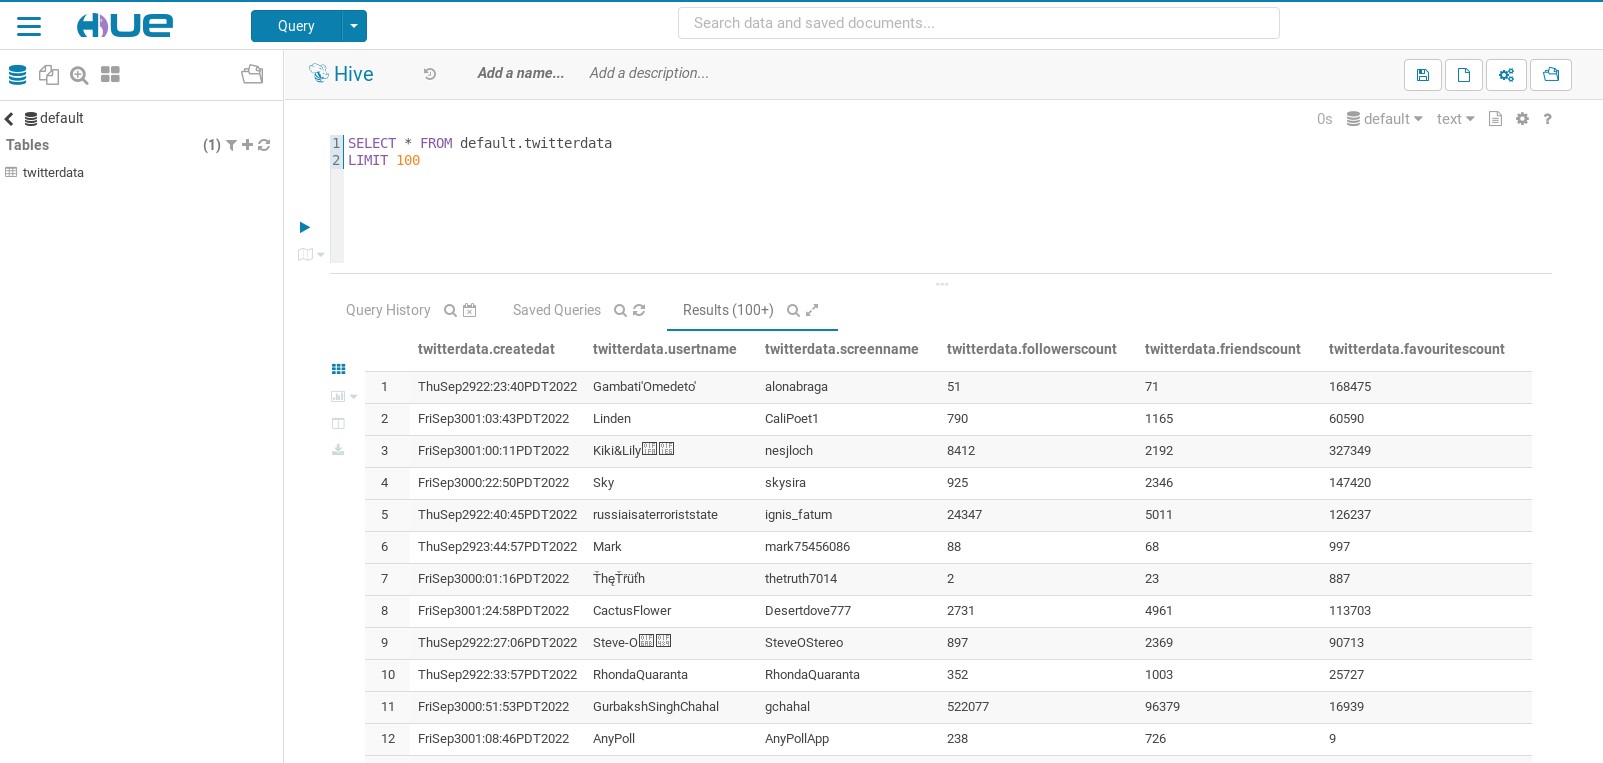 HUE
Query
Search data and saved documents...
Hive
Add a name...
Add a description...
default
Tables
(1)
twitterdata
0s
default
text
?
1 SELECT * FROM default.twitterdata
2 LIMIT 100
Query History
Saved Queries
Results (100+)
twitterdata.createdat twitterdata.usertname twitterdata.screenname twitterdata.followerscount twitterdata.friendscount twitterdata.favouritescount
1 ThuSep2922:23:40PDT2022 Gambati'Omedeto' alonabraga 51 71 168475
2 FriSep3001:03:43PDT2022 Linden CaliPoet1 790 1165 60590
3 FriSep3001:00:11PDT2022 Kiki&Lily nesjloch 8412 2192 327349
4 FriSep3000:22:50PDT2022 Sky skysira 925 2346 147420
5 ThuSep2922:40:45PDT2022 russiaisaterroriststate ignis_fatum 24347 5011 126237
6 ThuSep2923:44:57PDT2022 Mark mark75456086 88 68 997
7 FriSep3000:01:16PDT2022 ŤhęŤřüťh thetruth7014 2 23 887
8 FriSep3001:24:58PDT2022 CactusFlower Desertdove777 2731 4961 113703
9 ThuSep2922:27:06PDT2022 Steve-O SteveOStereo 897 2369 90713
10 ThuSep2922:33:57PDT2022 RhondaQuaranta RhondaQuaranta 352 1003 25727
11 FriSep3000:51:53PDT2022 GurbakshSinghChahal gchahal 522077 96379 16939
12 FriSep3001:08:46PDT2022 AnyPoll AnyPollApp 238 726 9